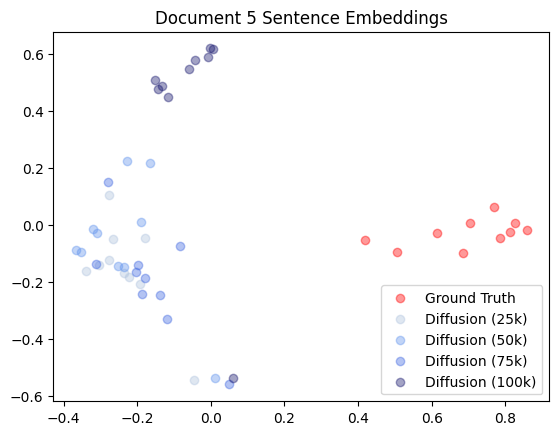 Document 5 Sentence Embeddings
0.6
0.4
0.2
0.0
−0.2
−0.4
−0.6
−0.4
−0.2
0.0
0.2
0.4
0.6
0.8
Ground Truth
Diffusion (25k)
Diffusion (50k)
Diffusion (75k)
Diffusion (100k)